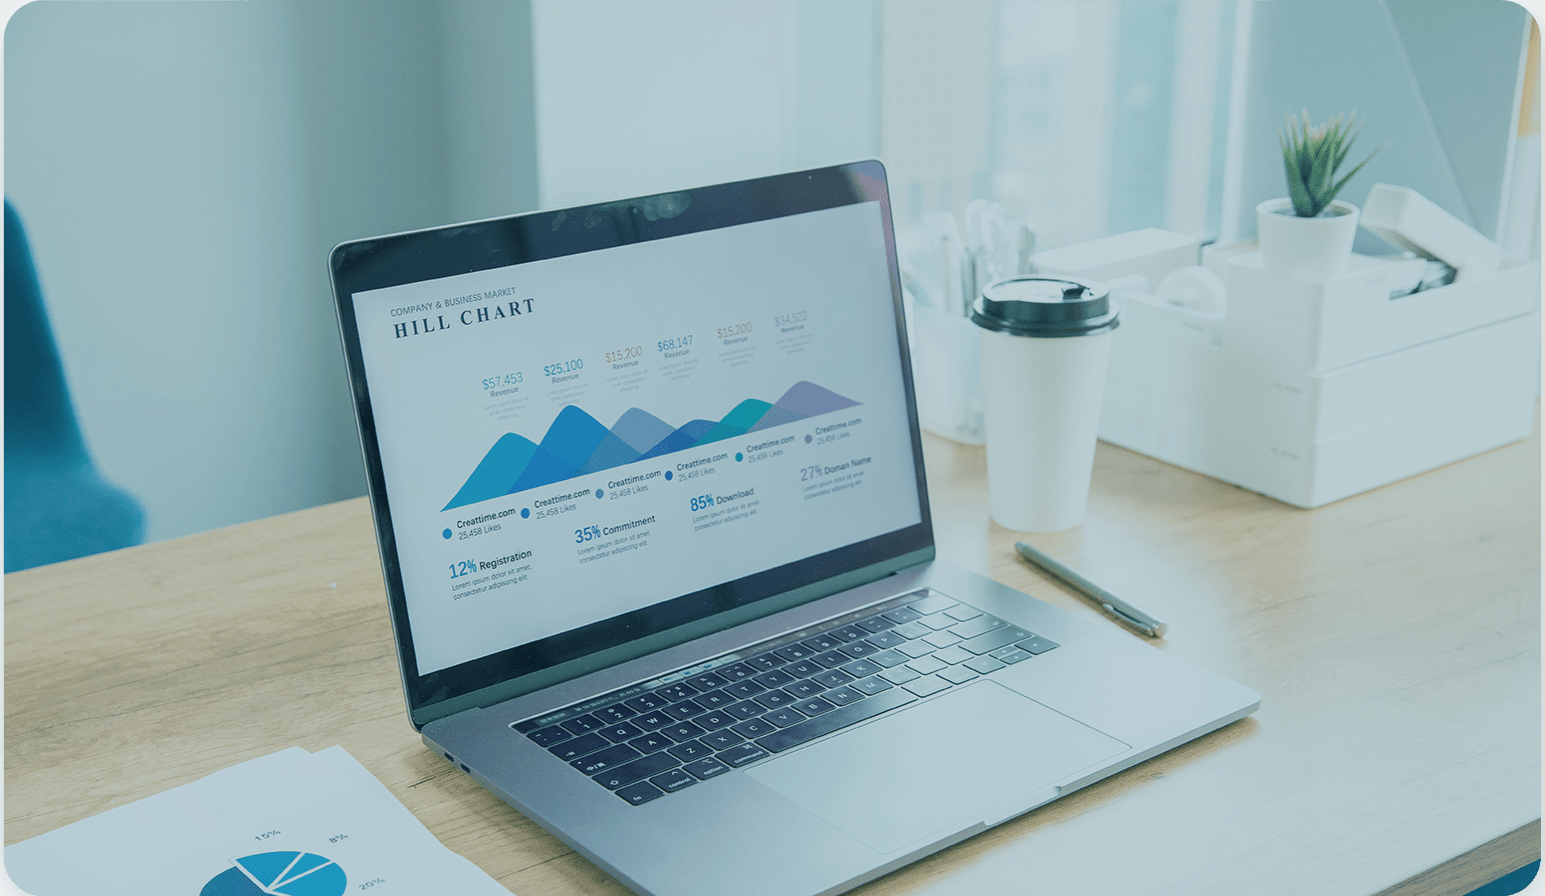 COMPANY & BUSINESS MARKET
HILL CHART
$57,453
Revenue
$25,100
Revenue
$15,200
Revenue
$68,147
Revenue
$15,200
Revenue
$34,522
Revenue
Creattime.com
25,458 Likes
Creattime.com
25,458 Likes
Creattime.com
25,458 Likes
Creattime.com
25,458 Likes
Creattime.com
25,458 Likes
Creattime.com
25,458 Likes
12% Registration
Lorem ipsum dolor sit amet,
consectetur adipiscing elit.
35% Commitment
Lorem ipsum dolor sit amet,
consectetur adipiscing elit.
85% Download
Lorem ipsum dolor sit amet,
consectetur adipiscing elit.
27% Doman Name
Lorem ipsum dolor sit amet,
consectetur adipiscing elit.
fn
control
option
command
15%
8%
20%